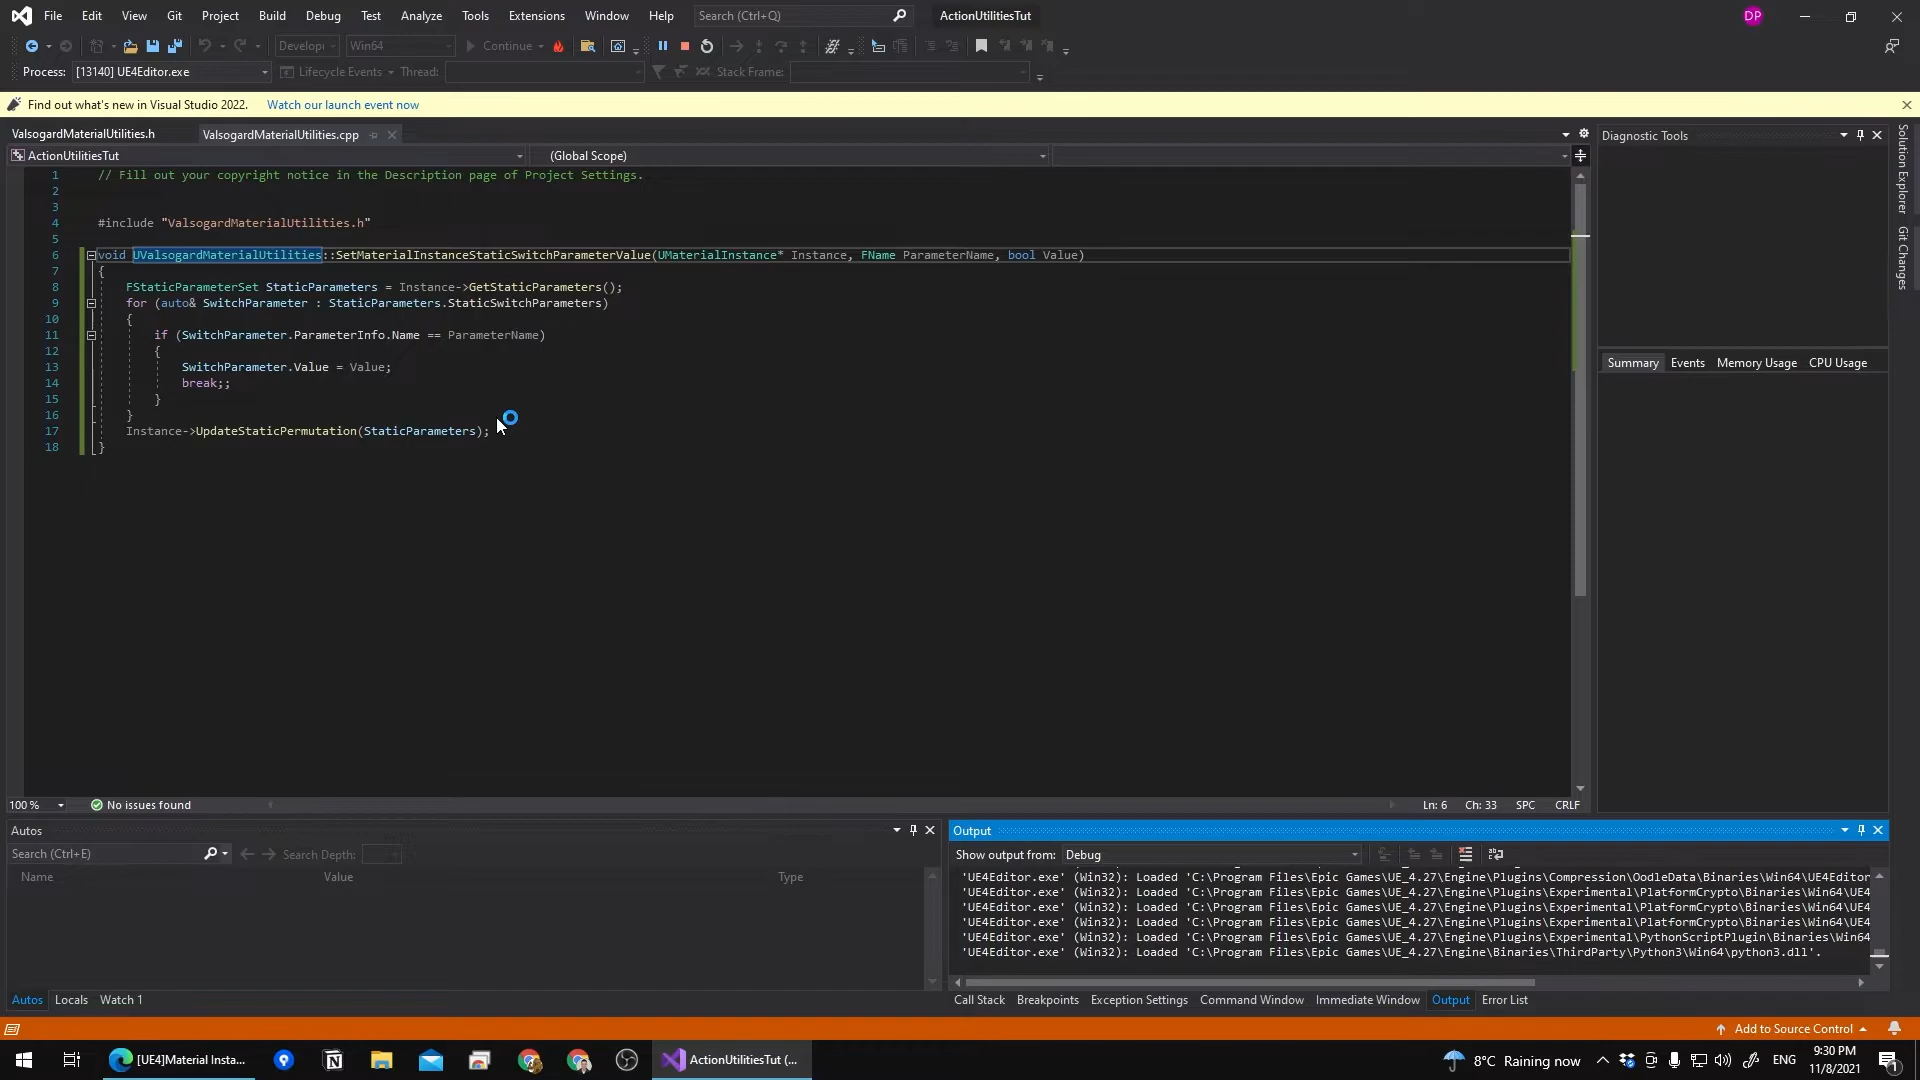 File Edit View Git Project Build Debug Test Analyze Tools Extensions Window Help Search (Ctrl+Q) ActionUtilitiesTut DP
Developi Win64 Continue
Process: [13140] UE4Editor.exe Lifecycle Events Thread: Stack Frame:
Find out what's new in Visual Studio 2022. Watch our launch event now
ValsogardMaterialUtilities.h ValsogardMaterialUtilities.cpp
ActionUtilitiesTut (Global Scope)
1 // Fill out your copyright notice in the Description page of Project Settings.
2
3
4 #include "ValsogardMaterialUtilities.h"
5
6 void UValsogardMaterialUtilities::SetMaterialInstanceStaticSwitchParameterValue(UMaterialInstance* Instance, FName ParameterName, bool Value)
7 {
8 FStaticParameterSet StaticParameters = Instance->GetStaticParameters();
9 for (auto& SwitchParameter : StaticParameters.StaticSwitchParameters)
10 {
11 if (SwitchParameter.ParameterInfo.Name == ParameterName)
12 {
13 SwitchParameter.Value = Value;
14 break;;
15 }
16 }
17 Instance->UpdateStaticPermutation(StaticParameters);
18 }
100 % No issues found Ln: 6 Ch: 33 SPC CRLF
Diagnostic Tools
Summary Events Memory Usage CPU Usage
Solution Explorer
Git Changes
Autos
Search (Ctrl+E) Search Depth:
Name Value Type
Autos Locals Watch 1
Output
Show output from: Debug
'UE4Editor.exe' (Win32): Loaded 'C:\Program Files\Epic Games\UE_4.27\Engine\Plugins\Compression\OodleData\Binaries\Win64\UE4Editor
'UE4Editor.exe' (Win32): Loaded 'C:\Program Files\Epic Games\UE_4.27\Engine\Plugins\Experimental\PlatformCrypto\Binaries\Win64\UE4
'UE4Editor.exe' (Win32): Loaded 'C:\Program Files\Epic Games\UE_4.27\Engine\Plugins\Experimental\PlatformCrypto\Binaries\Win64\UE4
'UE4Editor.exe' (Win32): Loaded 'C:\Program Files\Epic Games\UE_4.27\Engine\Plugins\Experimental\PlatformCrypto\Binaries\Win64\UE4
'UE4Editor.exe' (Win32): Loaded 'C:\Program Files\Epic Games\UE_4.27\Engine\Plugins\Experimental\PythonScriptPlugin\Binaries\Win64
'UE4Editor.exe' (Win32): Loaded 'C:\Program Files\Epic Games\UE_4.27\Engine\Binaries\ThirdParty\Python3\Win64\python3.dll'.
Call Stack Breakpoints Exception Settings Command Window Immediate Window Output Error List
Add to Source Control
[UE4]Material Insta... ActionUtilitiesTut (... 8°C Raining now ENG 9:30 PM
11/8/2021 1